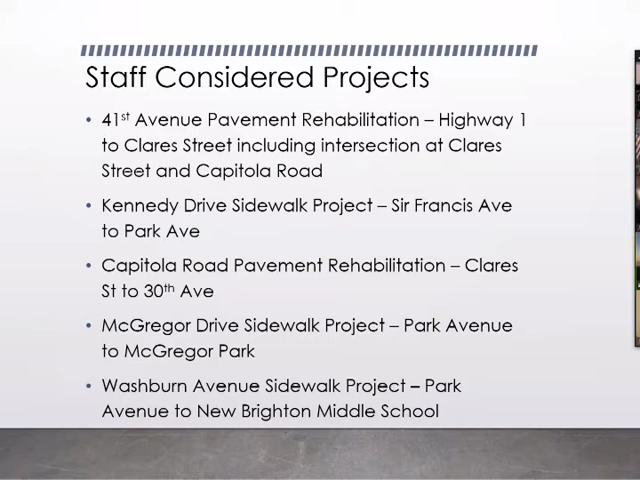 Staff Considered Projects
• 41st Avenue Pavement Rehabilitation – Highway 1
to Clares Street including intersection at Clares
Street and Capitola Road
• Kennedy Drive Sidewalk Project – Sir Francis Ave
to Park Ave
• Capitola Road Pavement Rehabilitation – Clares
St to 30th Ave
• McGregor Drive Sidewalk Project – Park Avenue
to McGregor Park
• Washburn Avenue Sidewalk Project – Park
Avenue to New Brighton Middle School